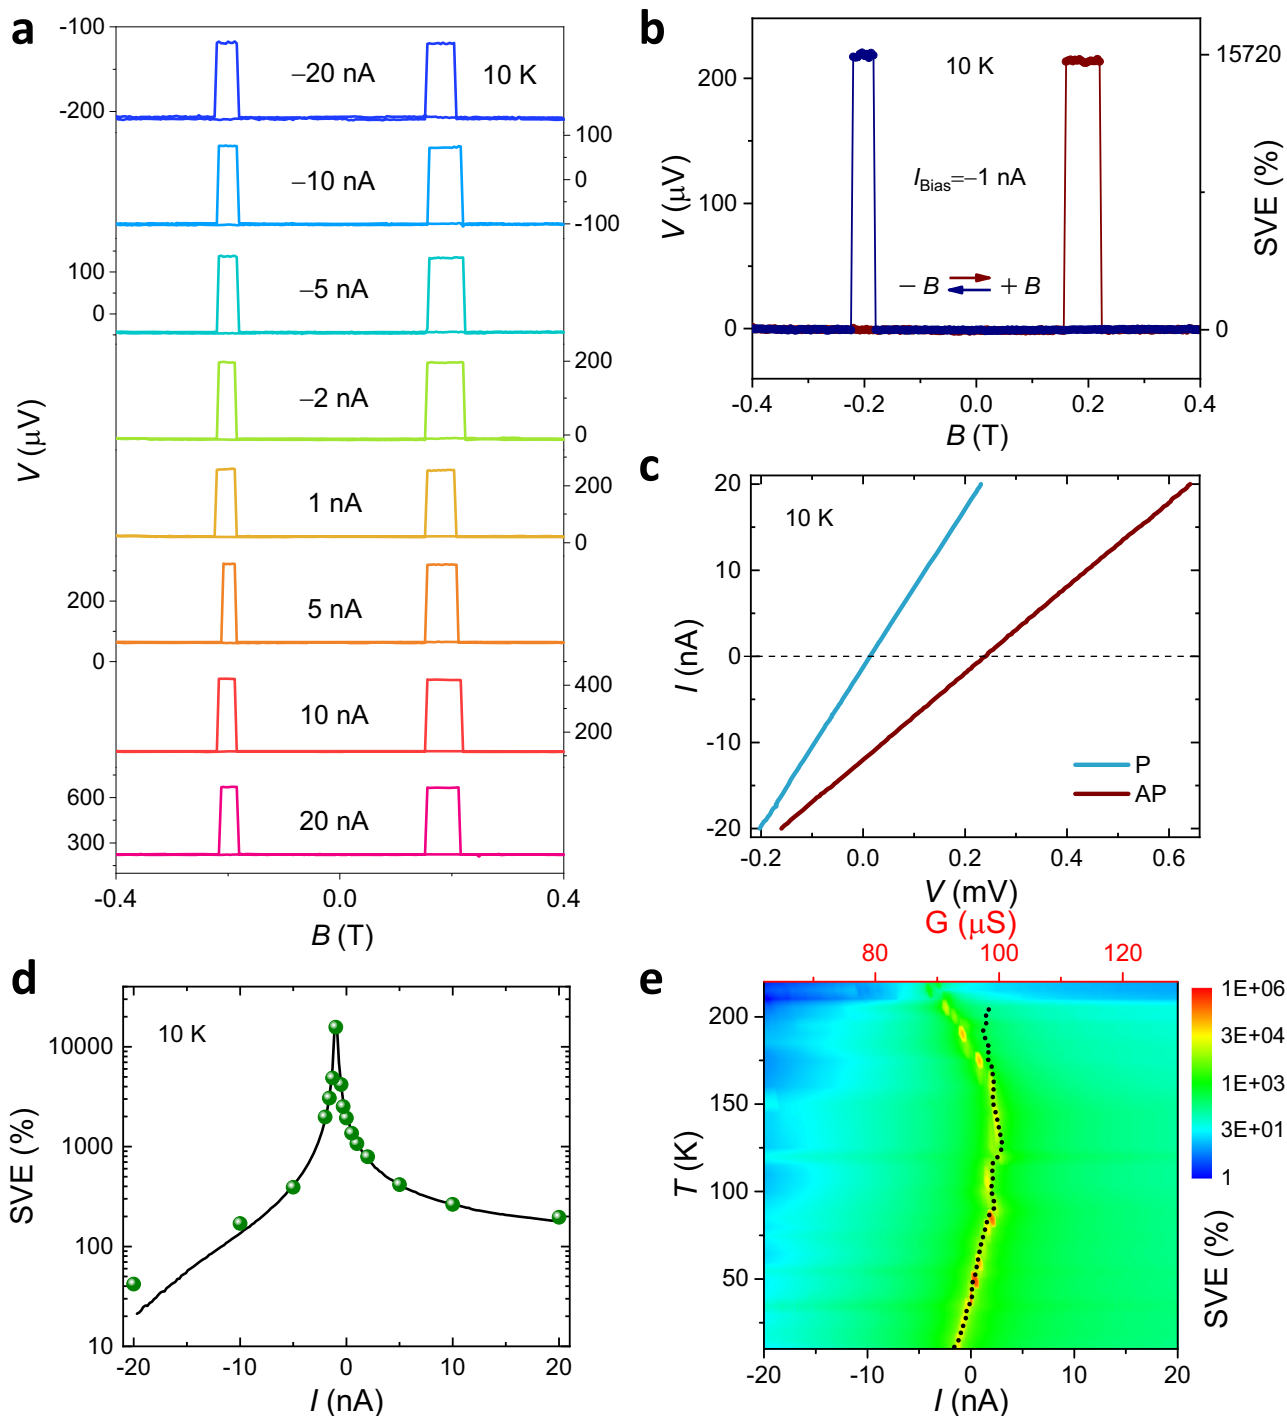 a
−20 nA
10 K
-100
-200
−10 nA
100
0
-100
−5 nA
100
0
−2 nA
200
0
1 nA
200
0
5 nA
200
0
10 nA
400
200
20 nA
600
300
V (μV)
-0.4
0.0
0.4
B (T)
b
10 K
200
100
0
V (μV)
15720
0
SVE (%)
I_Bias=−1 nA
− B
+ B
-0.4
-0.2
0.0
0.2
0.4
B (T)
c
10 K
20
10
0
-10
-20
I (nA)
P
AP
-0.2
0.0
0.2
0.4
0.6
V (mV)
d
10 K
10000
1000
100
10
SVE (%)
-20
-10
0
10
20
I (nA)
e
G (μS)
80
100
120
200
150
100
50
T (K)
-20
-10
0
10
20
I (nA)
1E+06
3E+04
1E+03
3E+01
1
SVE (%)